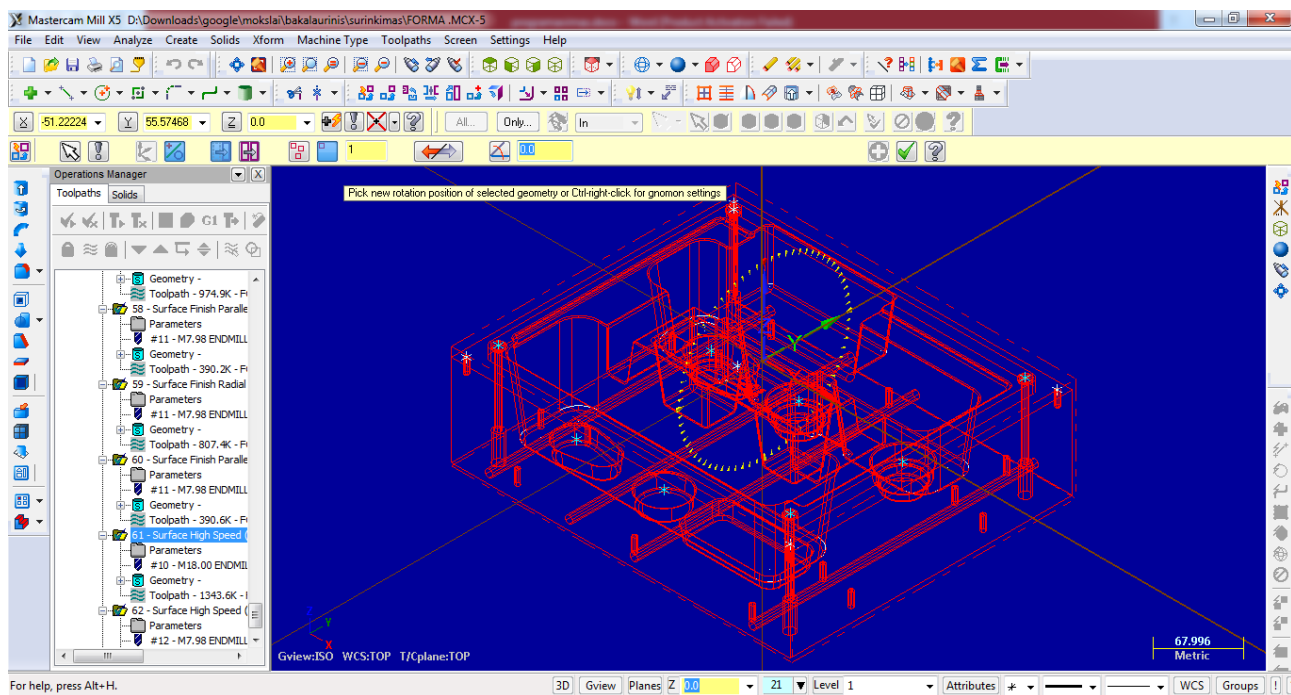 Mastercam Mill X5 D:\Downloads\google\mokslai\bakalaurinis\surinkimas\FORMA .MCX-5
File Edit View Analyze Create Solids Xform Machine Type Toolpaths Screen Settings Help
X -51.22224 Y 55.57468 Z 0.0 All... Only... In
1 0.0
Operations Manager
Toolpaths Solids
Pick new rotation position of selected geometry or Ctrl-right-click for gnomon settings
G1
Geometry -
Toolpath - 974.9K - F
58 - Surface Finish Paralle
Parameters
#11 - M7.98 ENDMILL
Geometry -
Toolpath - 390.2K - F
59 - Surface Finish Radial
Parameters
#11 - M7.98 ENDMILL
Geometry -
Toolpath - 807.4K - F
60 - Surface Finish Paralle
Parameters
#11 - M7.98 ENDMILL
Geometry -
Toolpath - 390.6K - F
61 - Surface High Speed (
Parameters
#10 - M18.00 ENDMIL
Geometry -
Toolpath - 1343.6K -
62 - Surface High Speed (
Parameters
#12 - M7.98 ENDMILL
Y
Z
Y
X
Gview:ISO WCS:TOP T/Cplane:TOP
67.996
Metric
For help, press Alt+H.
3D Gview Planes Z 0.0 21 Level 1 Attributes WCS Groups !